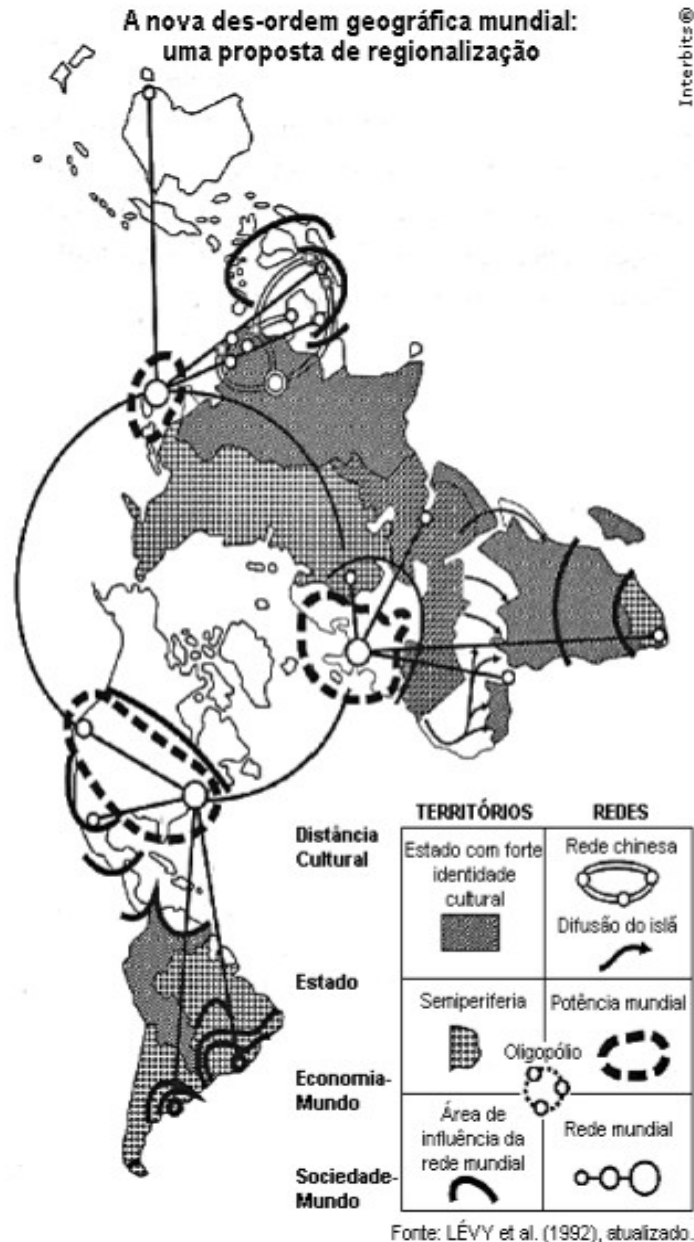 A nova des-ordem geográfica mundial:
uma proposta de regionalização
Interbits®
TERRITÓRIOS
REDES
Distância
Cultural
Estado com forte
identidade
cultural
Rede chinesa
Difusão do islã
Estado
Semiperiferia
Potência mundial
Oligopólio
Economia-
Mundo
Área de
influência da
rede mundial
Rede mundial
Sociedade-
Mundo
Fonte: LÉVY et al. (1992), atualizado.